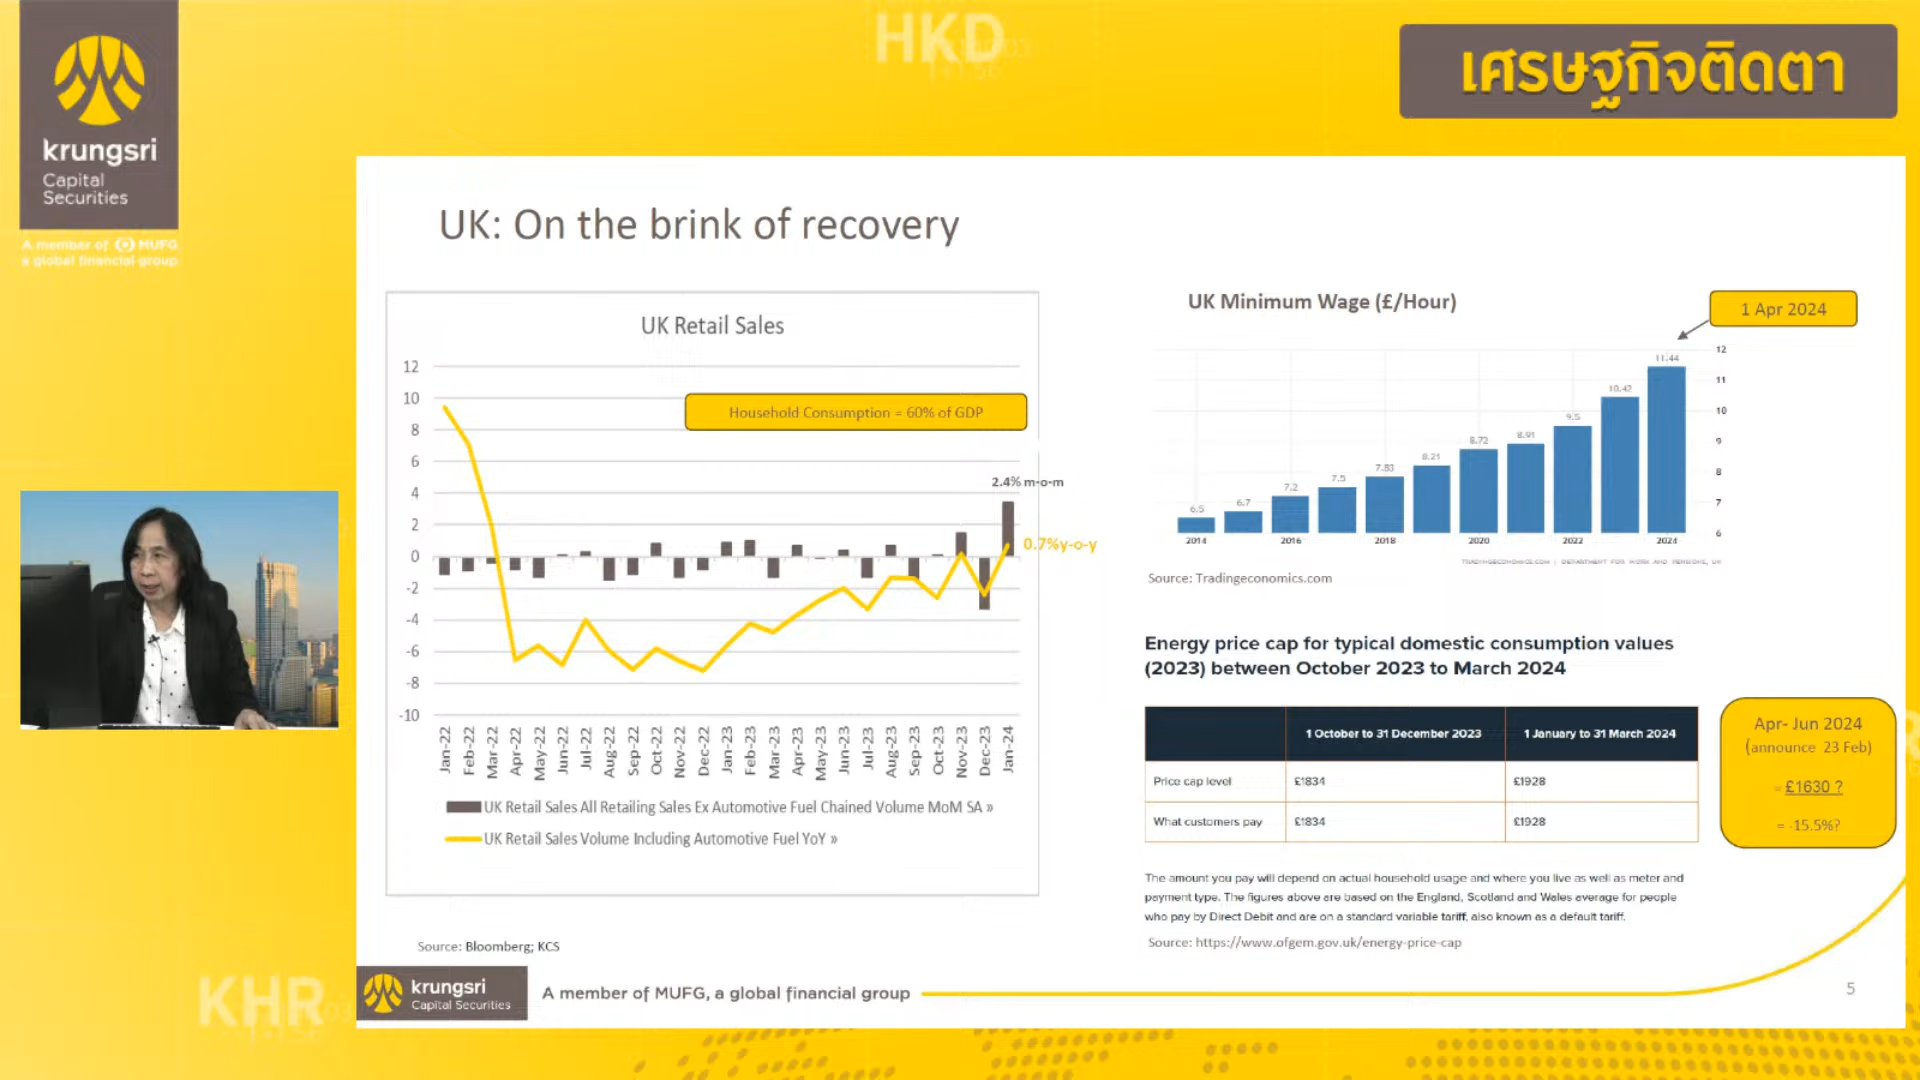 HKD
เศรษฐกิจติดตา
krungsri
Capital
Securities
A member of MUFG
a global financial group
UK: On the brink of recovery
UK Retail Sales
12
10
8
6
4
2
0
-2
-4
-6
-8
-10
Household Consumption = 60% of GDP
2.4% m-o-m
0.7%y-o-y
Jan-22
Feb-22
Mar-22
Apr-22
May-22
Jun-22
Jul-22
Aug-22
Sep-22
Oct-22
Nov-22
Dec-22
Jan-23
Feb-23
Mar-23
Apr-23
May-23
Jun-23
Jul-23
Aug-23
Sep-23
Oct-23
Nov-23
Dec-23
Jan-24
UK Retail Sales All Retailing Sales Ex Automotive Fuel Chained Volume MoM SA »
UK Retail Sales Volume Including Automotive Fuel YoY »
Source: Bloomberg; KCS
UK Minimum Wage (£/Hour)
1 Apr 2024
6.5
6.7
7.2
7.5
7.83
8.21
8.72
8.91
9.5
10.42
11.44
12
11
10
9
8
7
6
2014
2016
2018
2020
2022
2024
TRADINGECONOMICS.COM | DEPARTMENT FOR WORK AND PENSIONS, UK
Source: Tradingeconomics.com
Energy price cap for typical domestic consumption values
(2023) between October 2023 to March 2024
1 October to 31 December 2023
1 January to 31 March 2024
Price cap level £1834 £1928
What customers pay £1834 £1928
Apr- Jun 2024
(announce 23 Feb)
= £1630 ?
= -15.5%?
The amount you pay will depend on actual household usage and where you live as well as meter and
payment type. The figures above are based on the England, Scotland and Wales average for people
who pay by Direct Debit and are on a standard variable tariff, also known as a default tariff.
Source: https://www.ofgem.gov.uk/energy-price-cap
krungsri
Capital Securities
A member of MUFG, a global financial group
5
KHR